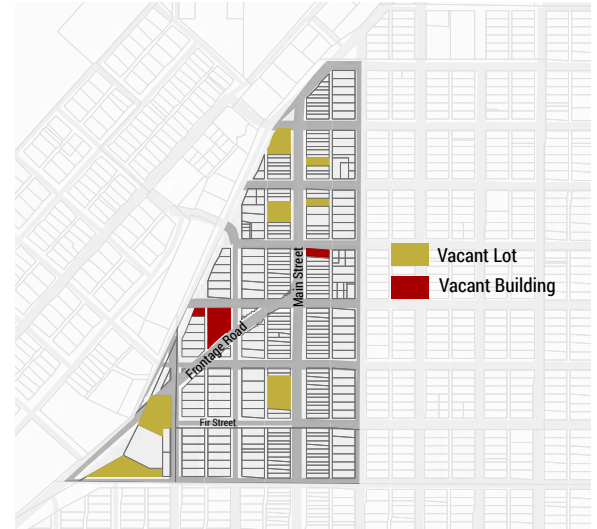 Main Street
Vacant Lot
Vacant Building
Frontage Road
Fir Street